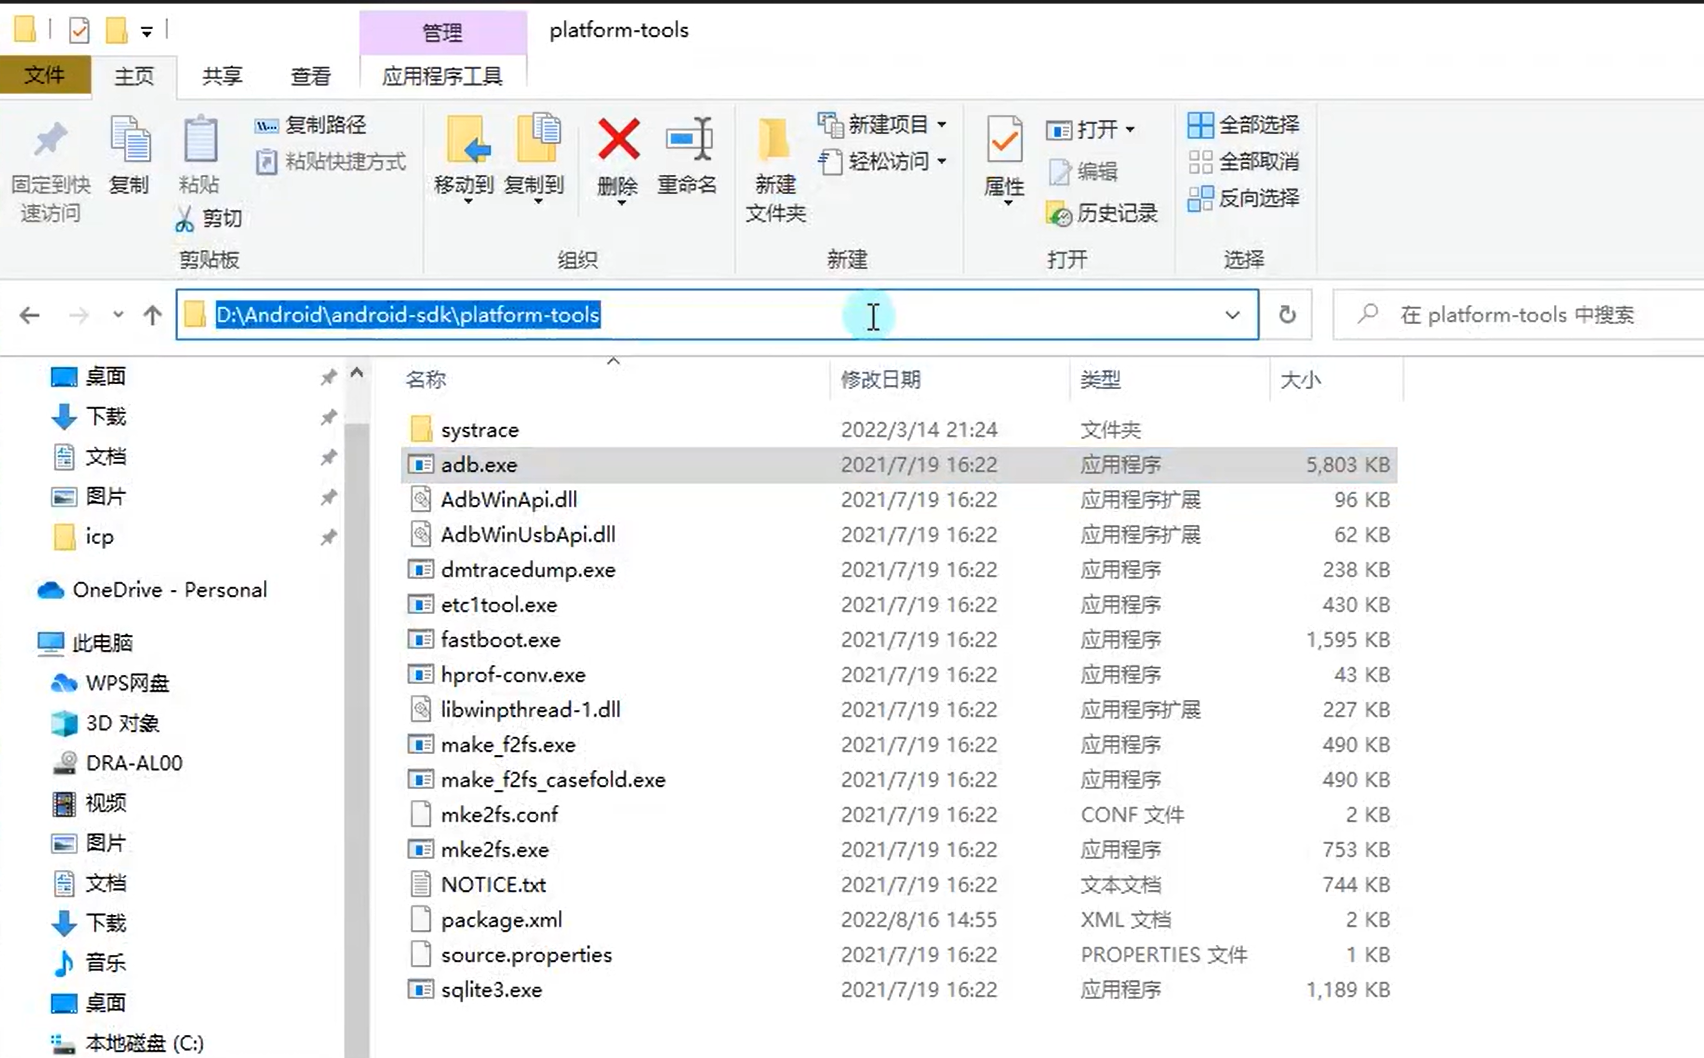 管理
platform-tools
文件
主页
共享
查看
应用程序工具
固定到快
速访问
复制
粘贴
复制路径
粘贴快捷方式
剪切
剪贴板
移动到
复制到
删除
重命名
组织
新建
文件夹
新建项目
轻松访问
新建
属性
打开
编辑
历史记录
打开
全部选择
全部取消
反向选择
选择
D:\Android\android-sdk\platform-tools
在 platform-tools 中搜索
桌面
下载
文档
图片
icp
OneDrive - Personal
此电脑
WPS网盘
3D 对象
DRA-AL00
视频
图片
文档
下载
音乐
桌面
本地磁盘 (C:)
名称 修改日期 类型 大小
systrace 2022/3/14 21:24 文件夹
adb.exe 2021/7/19 16:22 应用程序 5,803 KB
AdbWinApi.dll 2021/7/19 16:22 应用程序扩展 96 KB
AdbWinUsbApi.dll 2021/7/19 16:22 应用程序扩展 62 KB
dmtracedump.exe 2021/7/19 16:22 应用程序 238 KB
etc1tool.exe 2021/7/19 16:22 应用程序 430 KB
fastboot.exe 2021/7/19 16:22 应用程序 1,595 KB
hprof-conv.exe 2021/7/19 16:22 应用程序 43 KB
libwinpthread-1.dll 2021/7/19 16:22 应用程序扩展 227 KB
make_f2fs.exe 2021/7/19 16:22 应用程序 490 KB
make_f2fs_casefold.exe 2021/7/19 16:22 应用程序 490 KB
mke2fs.conf 2021/7/19 16:22 CONF 文件 2 KB
mke2fs.exe 2021/7/19 16:22 应用程序 753 KB
NOTICE.txt 2021/7/19 16:22 文本文档 744 KB
package.xml 2022/8/16 14:55 XML 文档 2 KB
source.properties 2021/7/19 16:22 PROPERTIES 文件 1 KB
sqlite3.exe 2021/7/19 16:22 应用程序 1,189 KB